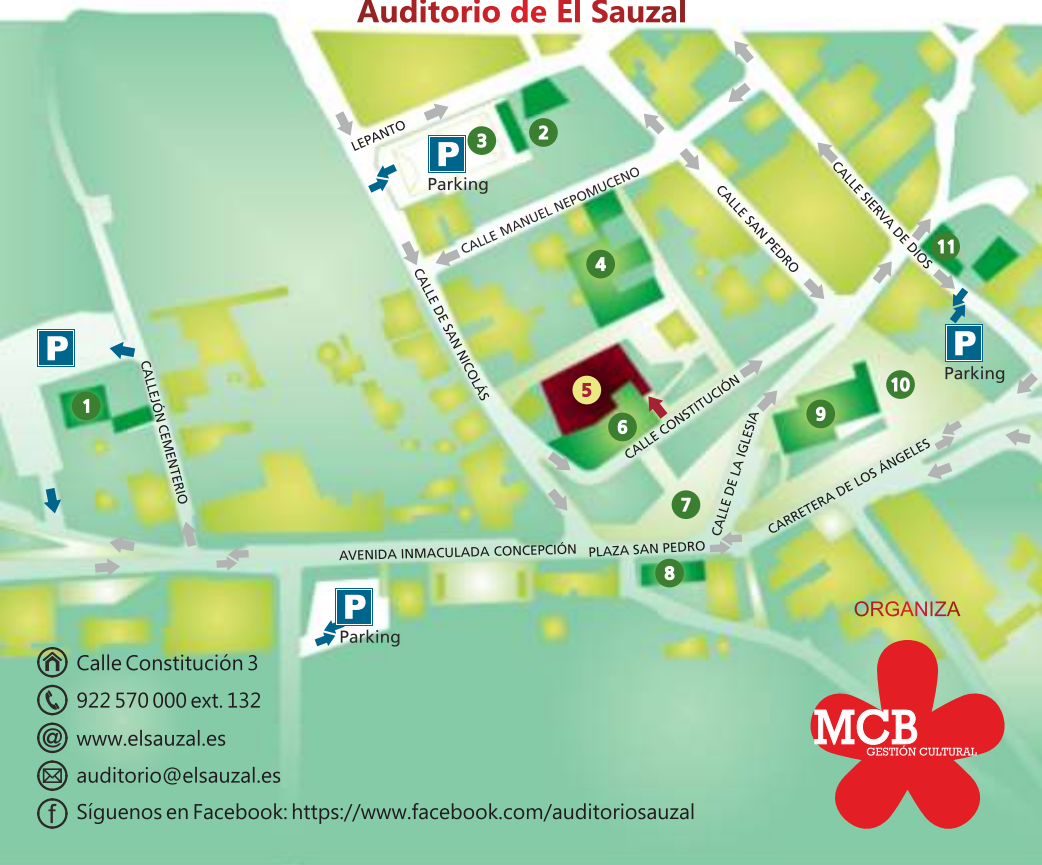 Auditorio de El Sauzal
LEPANTO
P
3
2
Parking
CALLE MANUEL NEPOMUCENO
CALLE SAN PEDRO
CALLE SIERVA DE DIOS
11
4
CALLE DE SAN NICOLÁS
P
P
Parking
CALLEJÓN CEMENTERIO
1
5
6
CALLE CONSTITUCIÓN
10
9
7
CALLE DE LA IGLESIA
CARRETERA DE LOS ÁNGELES
AVENIDA INMACULADA CONCEPCIÓN
PLAZA SAN PEDRO
8
P
Parking
ORGANIZA
MCB
GESTIÓN CULTURAL
Calle Constitución 3
922 570 000 ext. 132
@ www.elsauzal.es
auditorio@elsauzal.es
f Síguenos en Facebook: https://www.facebook.com/auditoriosauzal